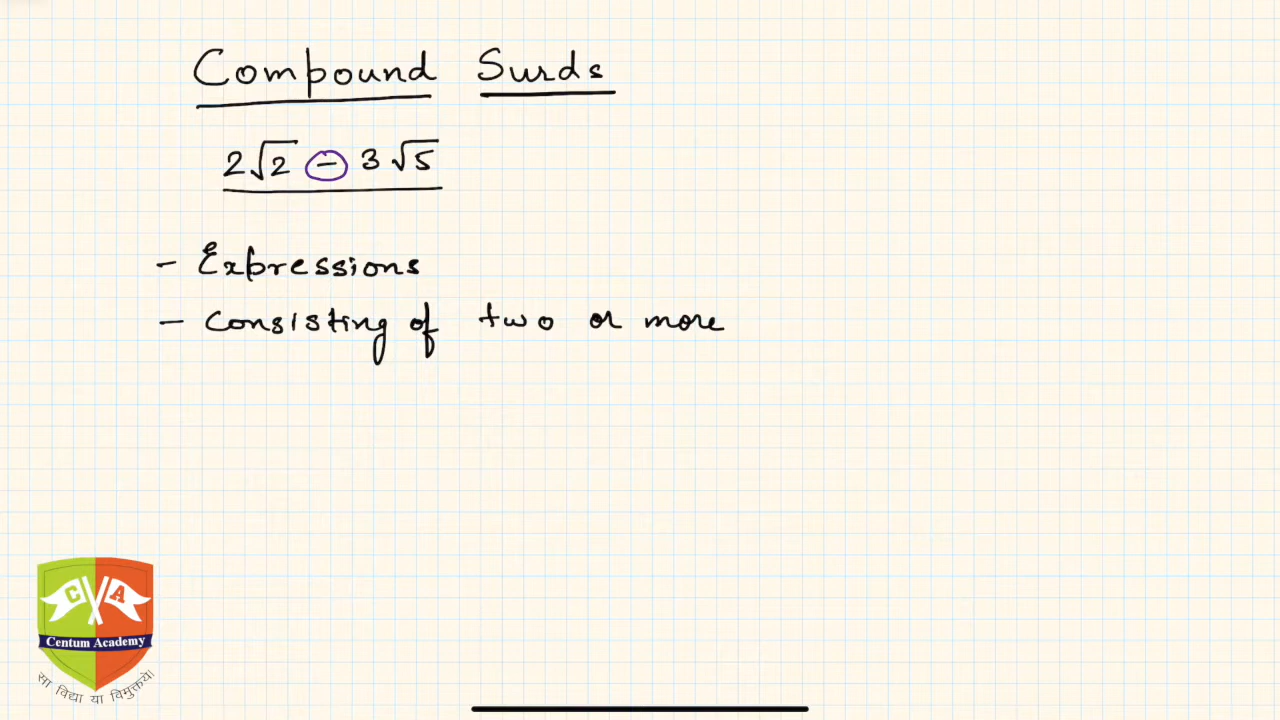 Compound Surds
2√2 - 3√5
- Expressions
- Consisting of two or more
C A
Centum Academy
सा विद्या या विमुक्तये।